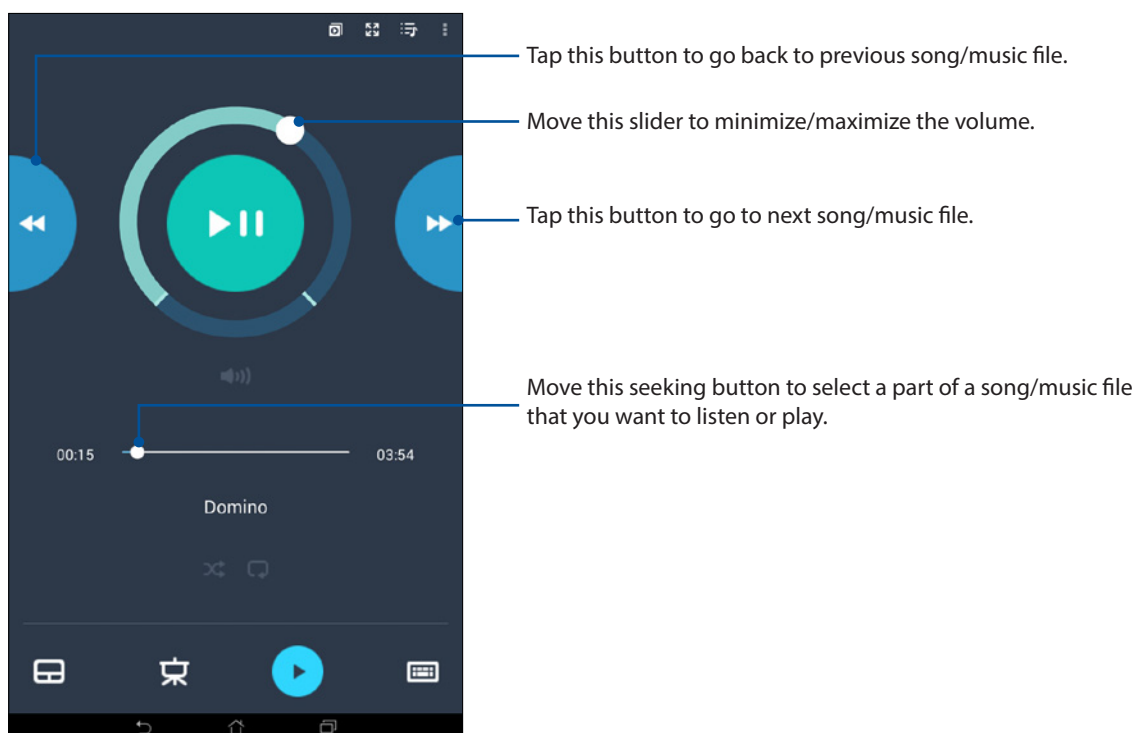 Tap this button to go back to previous song/music file.
Move this slider to minimize/maximize the volume.
Tap this button to go to next song/music file.
Move this seeking button to select a part of a song/music file
that you want to listen or play.
00:15
03:54
Domino